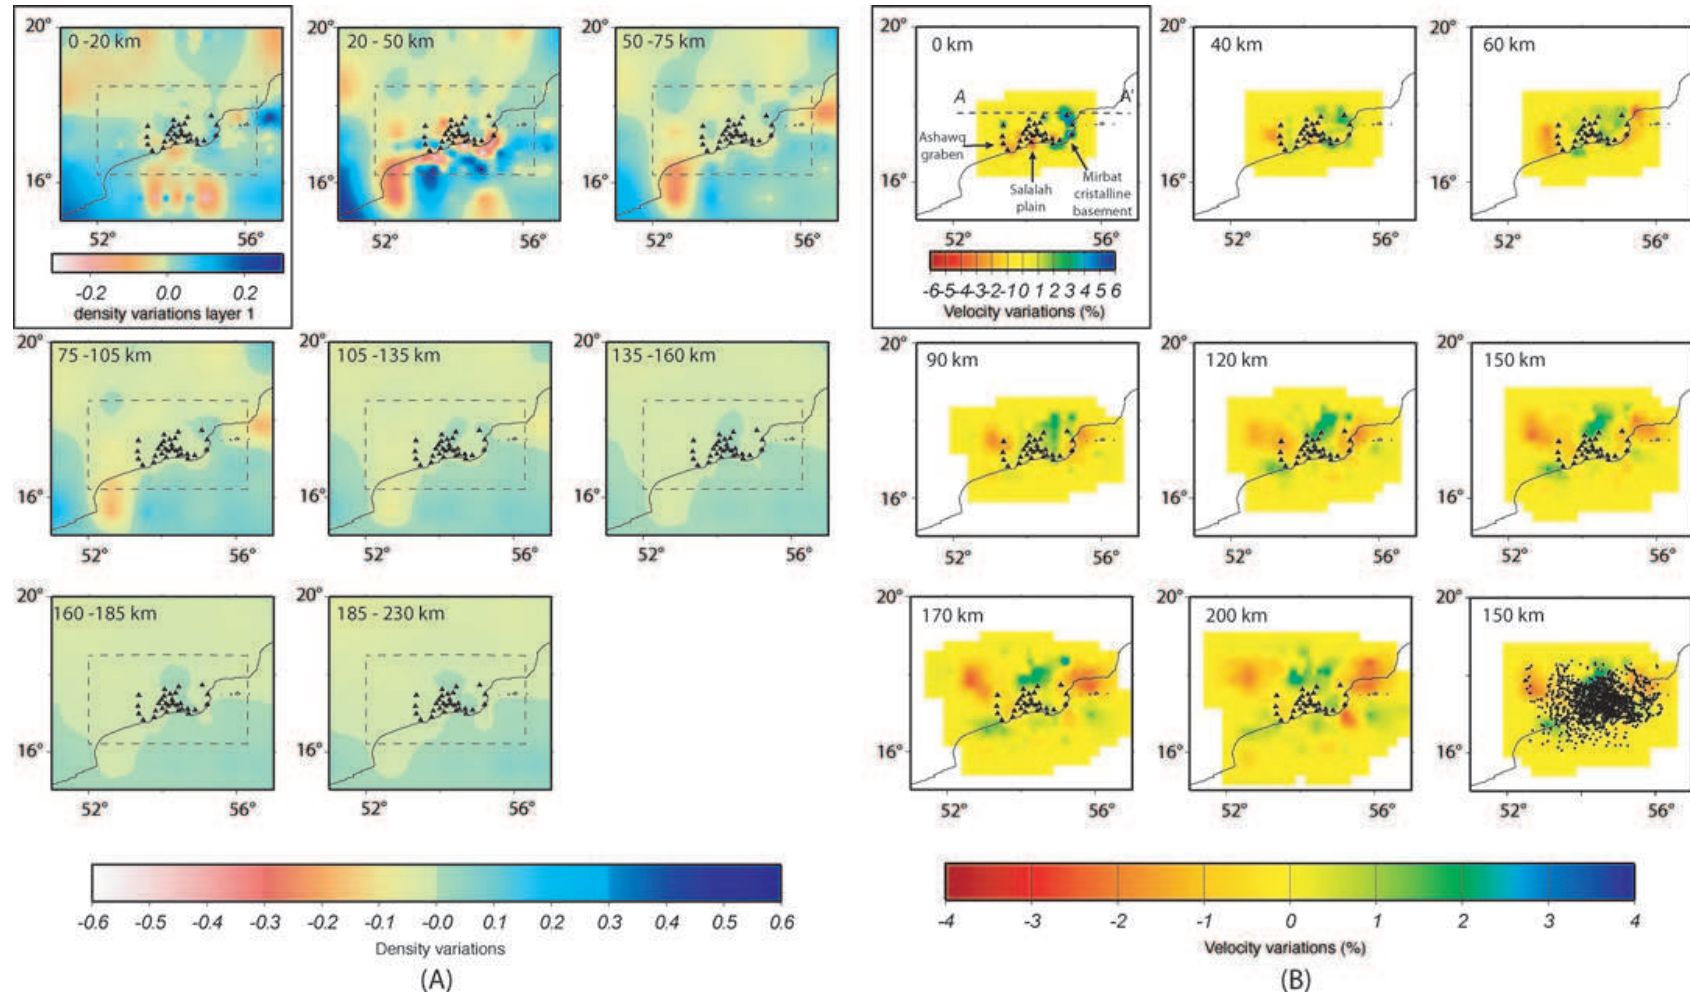 20°
0 -20 km
16°
52°
56°
-0.2
0.0
0.2
density variations layer 1
20°
20 - 50 km
16°
52°
56°
20°
50 -75 km
16°
52°
56°
20°
75 -105 km
16°
52°
56°
20°
105 -135 km
16°
52°
56°
20°
135 -160 km
16°
52°
56°
20°
160 -185 km
16°
52°
56°
20°
185 - 230 km
16°
52°
56°
-0.6
-0.5
-0.4
-0.3
-0.2
-0.1
-0.0
0.1
0.2
0.3
0.5
0.6
Density variations
(A)
20°
0 km
A
A'
Ashawq
graben
Salalah
plain
Mirbat
cristalline
basement
16°
52°
56°
-6-5-4-3-2-1 0 1 2 3 4 5 6
Velocity variations (%)
20°
40 km
16°
52°
56°
20°
60 km
16°
52°
56°
20°
90 km
16°
52°
56°
20°
120 km
16°
52°
56°
20°
150 km
16°
52°
56°
20°
170 km
16°
52°
56°
20°
200 km
16°
52°
56°
20°
150 km
16°
52°
56°
-4
-3
-2
-1
0
1
2
3
4
Velocity variations (%)
(B)